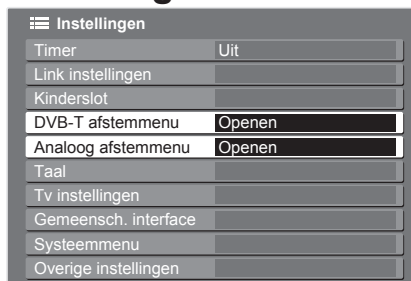 Instellingen
Timer Uit
Link instellingen
Kinderslot
DVB-T afstemmenu Openen
Analoog afstemmenu Openen
Taal
Tv instellingen
Gemeensch. interface
Systeemmenu
Overige instellingen